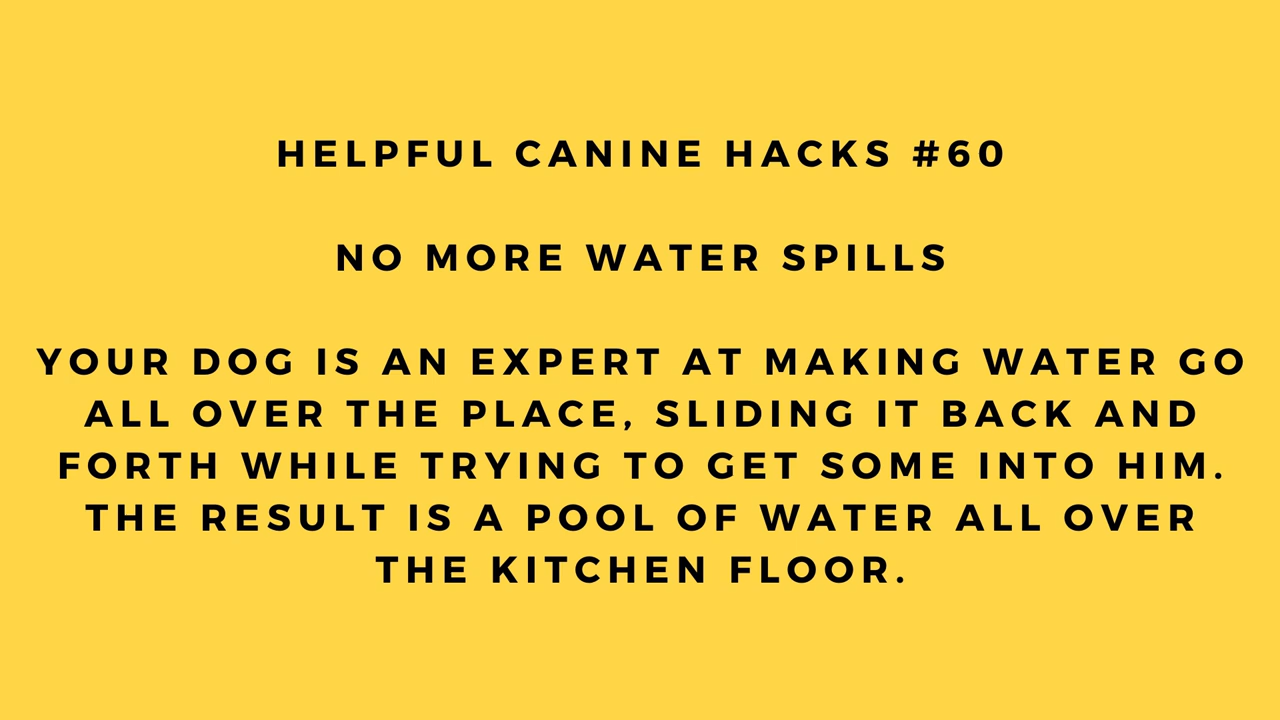 HELPFUL CANINE HACKS #60
NO MORE WATER SPILLS
YOUR DOG IS AN EXPERT AT MAKING WATER GO
ALL OVER THE PLACE, SLIDING IT BACK AND
FORTH WHILE TRYING TO GET SOME INTO HIM.
THE RESULT IS A POOL OF WATER ALL OVER
THE KITCHEN FLOOR.